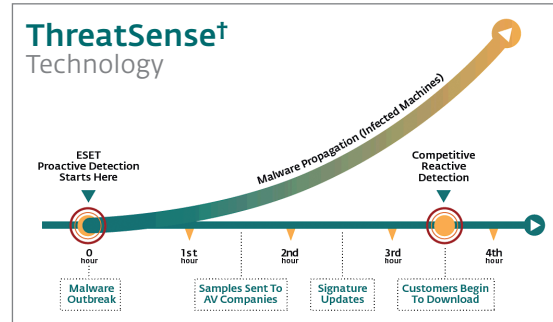 ThreatSense†
Technology
Malware Propagation (Infected Machines)
ESET
Proactive Detection
Starts Here
Competitive
Reactive
Detection
0
hour
1st
hour
2nd
hour
3rd
hour
4th
hour
Malware
Outbreak
Samples Sent To
AV Companies
Signature
Updates
Customers Begin
To Download